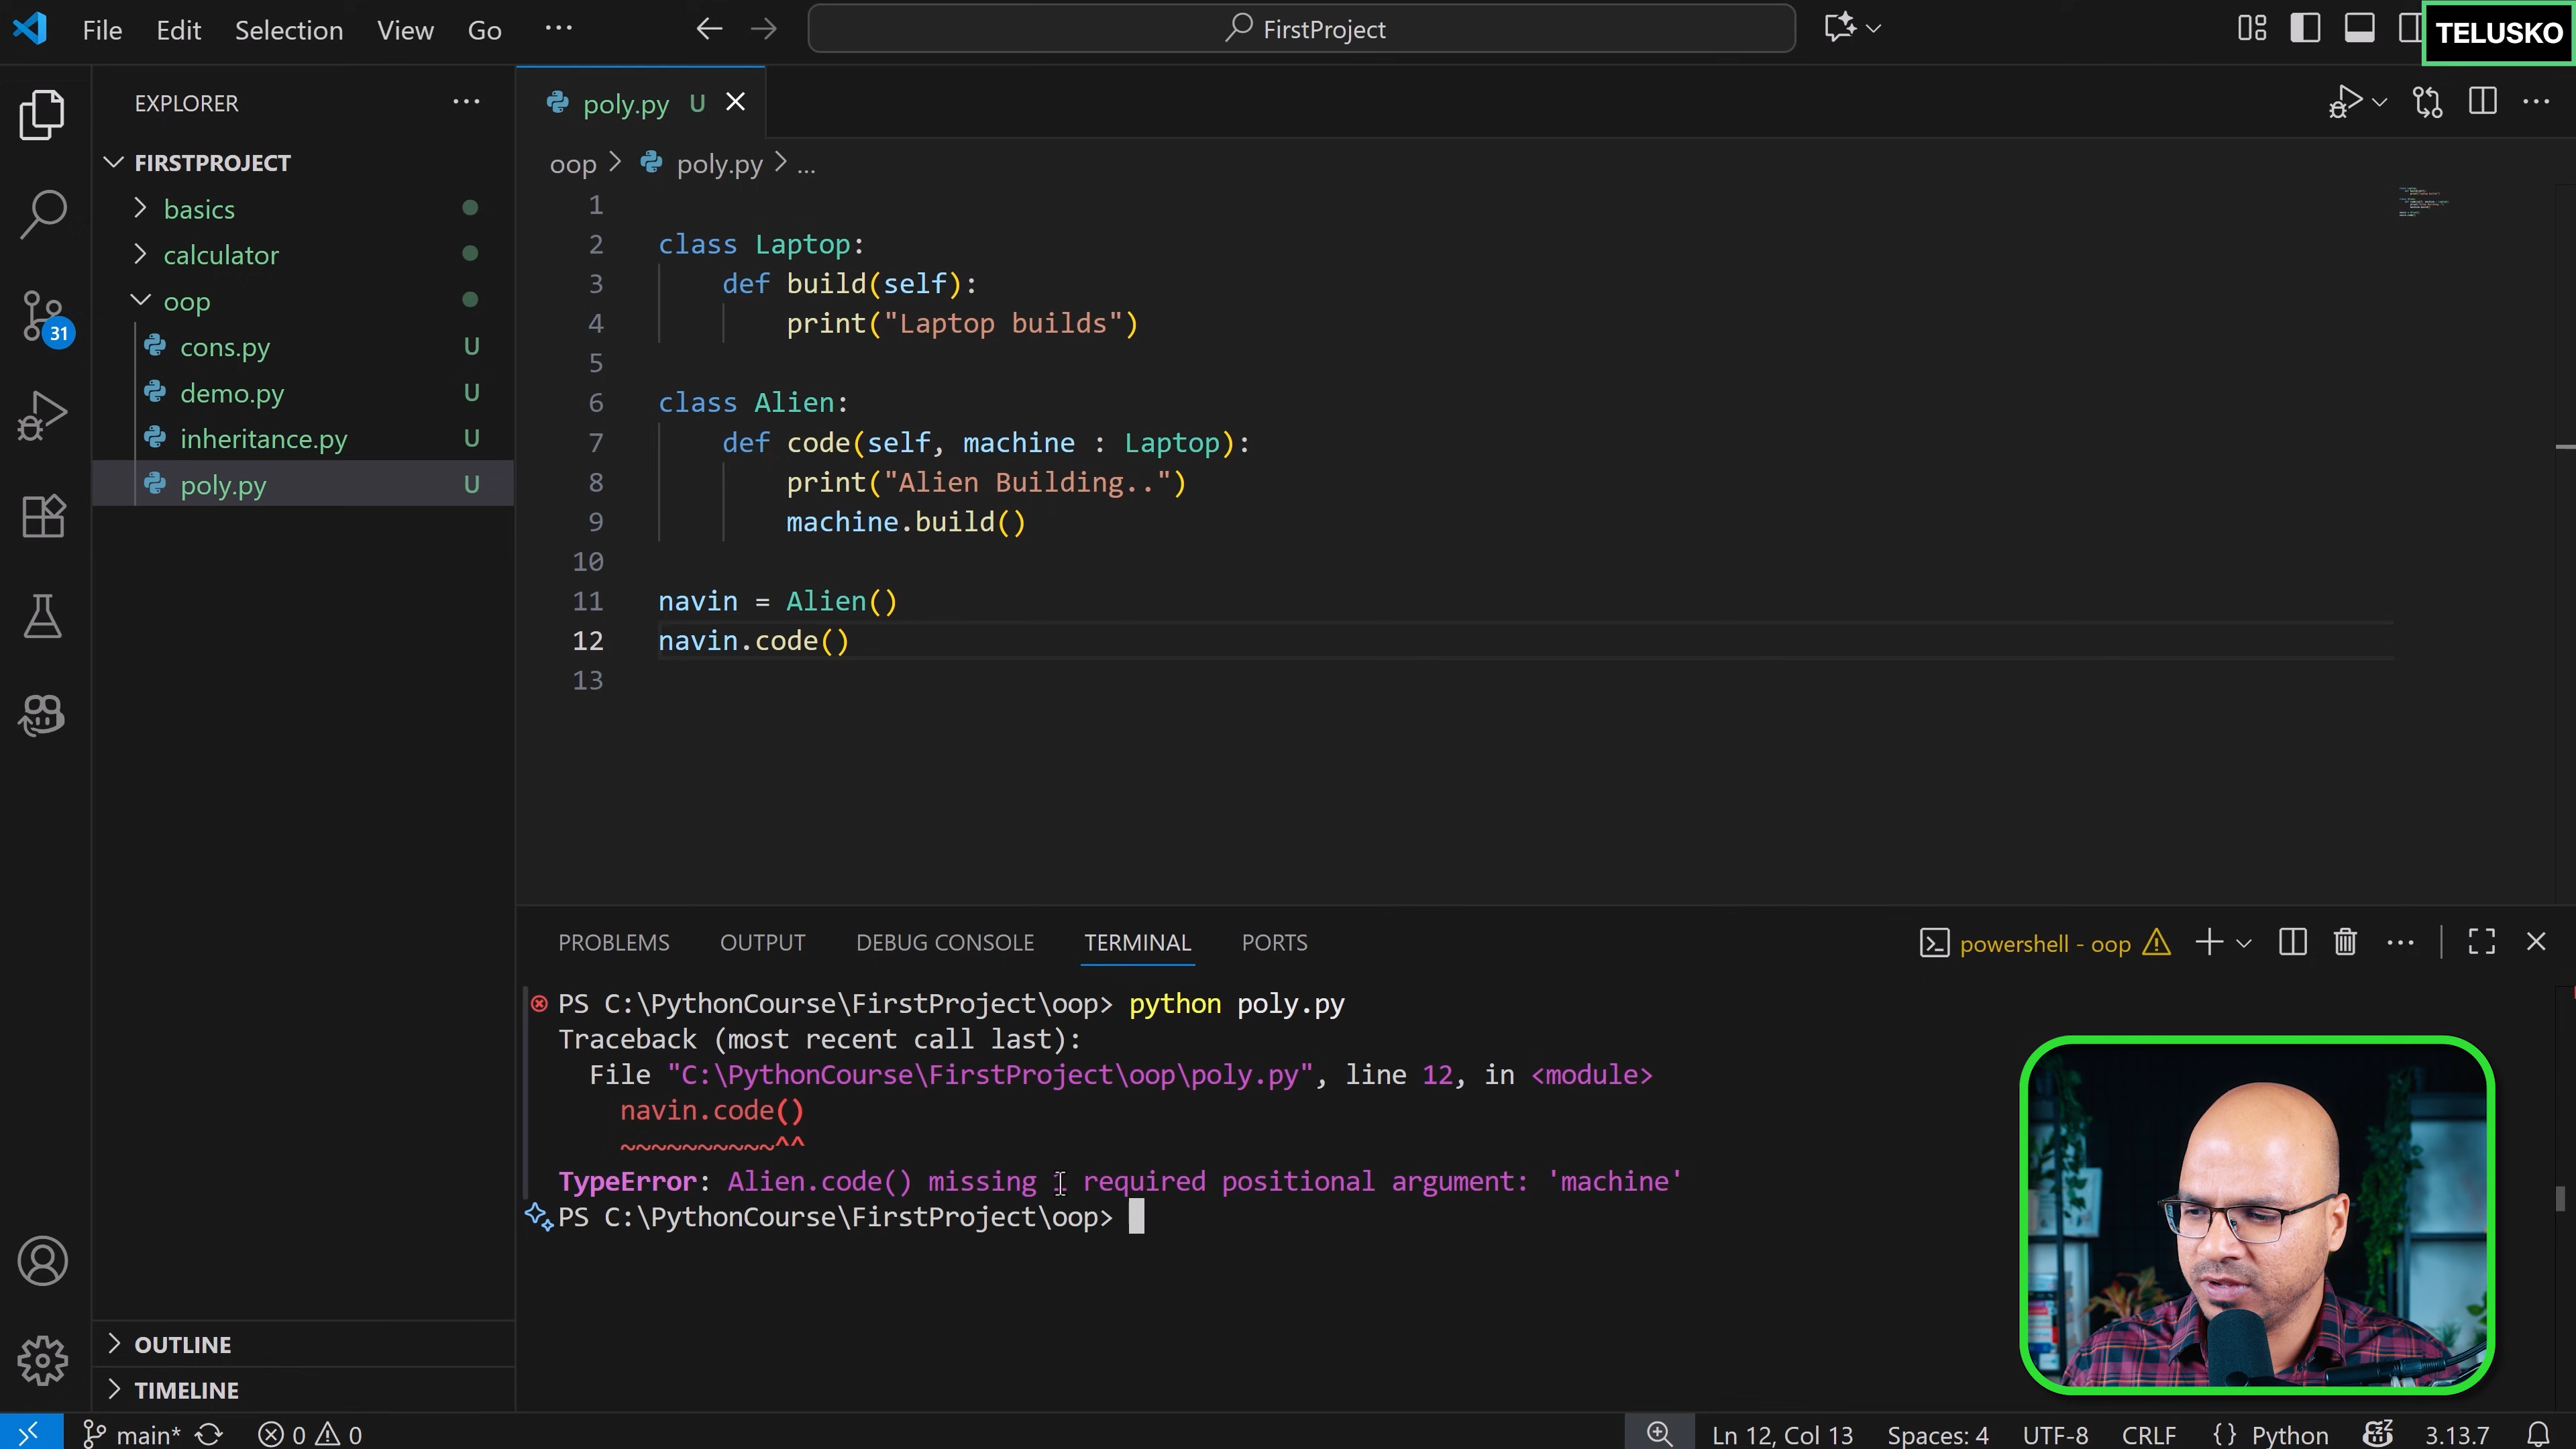 File Edit Selection View Go ... FirstProject TELUSKO
EXPLORER ...
FIRSTPROJECT
basics
calculator
oop
cons.py U
demo.py U
inheritance.py U
poly.py U
OUTLINE
TIMELINE
poly.py U
oop > poly.py > ...
1
2 class Laptop:
3     def build(self):
4         print("Laptop builds")
5
6 class Alien:
7     def code(self, machine : Laptop):
8         print("Alien Building..")
9         machine.build()
10
11 navin = Alien()
12 navin.code()
13
PROBLEMS OUTPUT DEBUG CONSOLE TERMINAL PORTS powershell - oop
PS C:\PythonCourse\FirstProject\oop> python poly.py
Traceback (most recent call last):
  File "C:\PythonCourse\FirstProject\oop\poly.py", line 12, in <module>
    navin.code()
    ~~~~~~~~~~^^
TypeError: Alien.code() missing required positional argument: 'machine'
PS C:\PythonCourse\FirstProject\oop>
31
main* 0 0 Ln 12, Col 13 Spaces: 4 UTF-8 CRLF {} Python 3.13.7